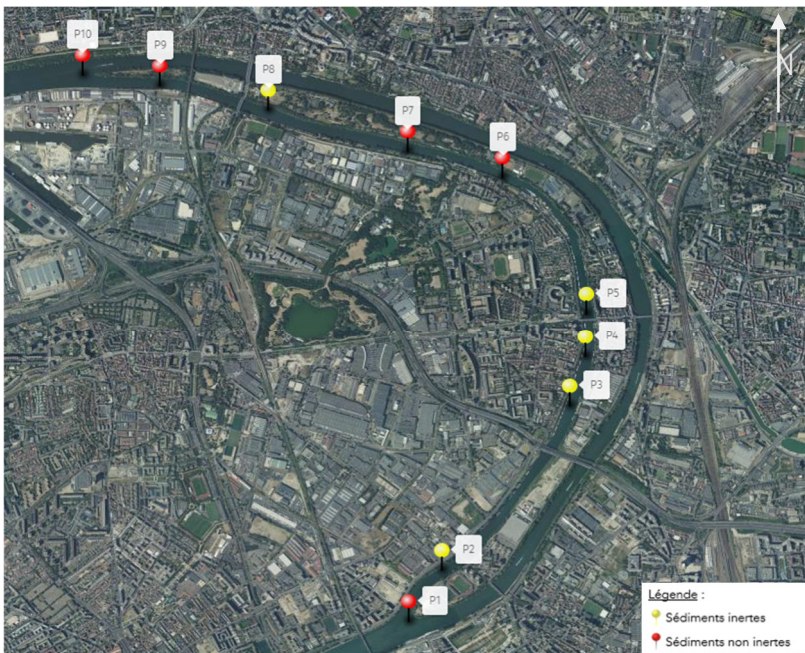 P10
P9
P8
P7
P6
N
P5
P4
P3
P2
P1
Légende :
Sédiments inertes
Sédiments non inertes